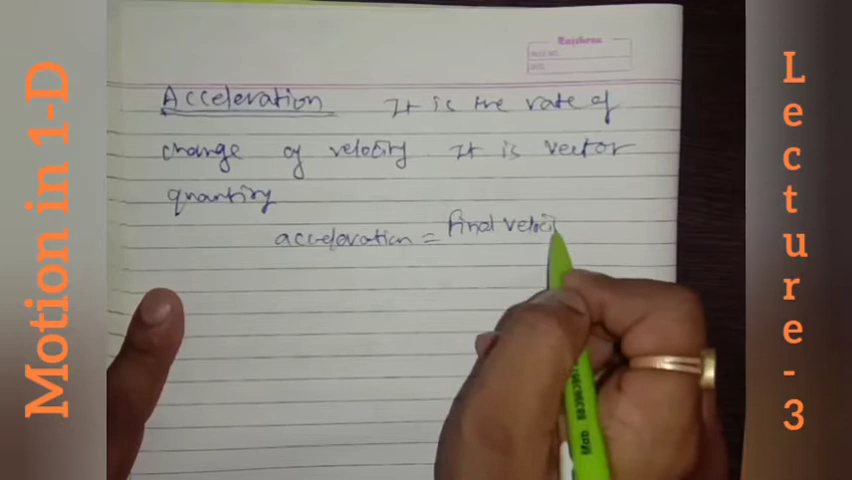 Motion in 1-D
Rajshree
Acceleration It is the rate of
change of velocity It is vector
quantity
acceleration = final veloci
Lecture-3